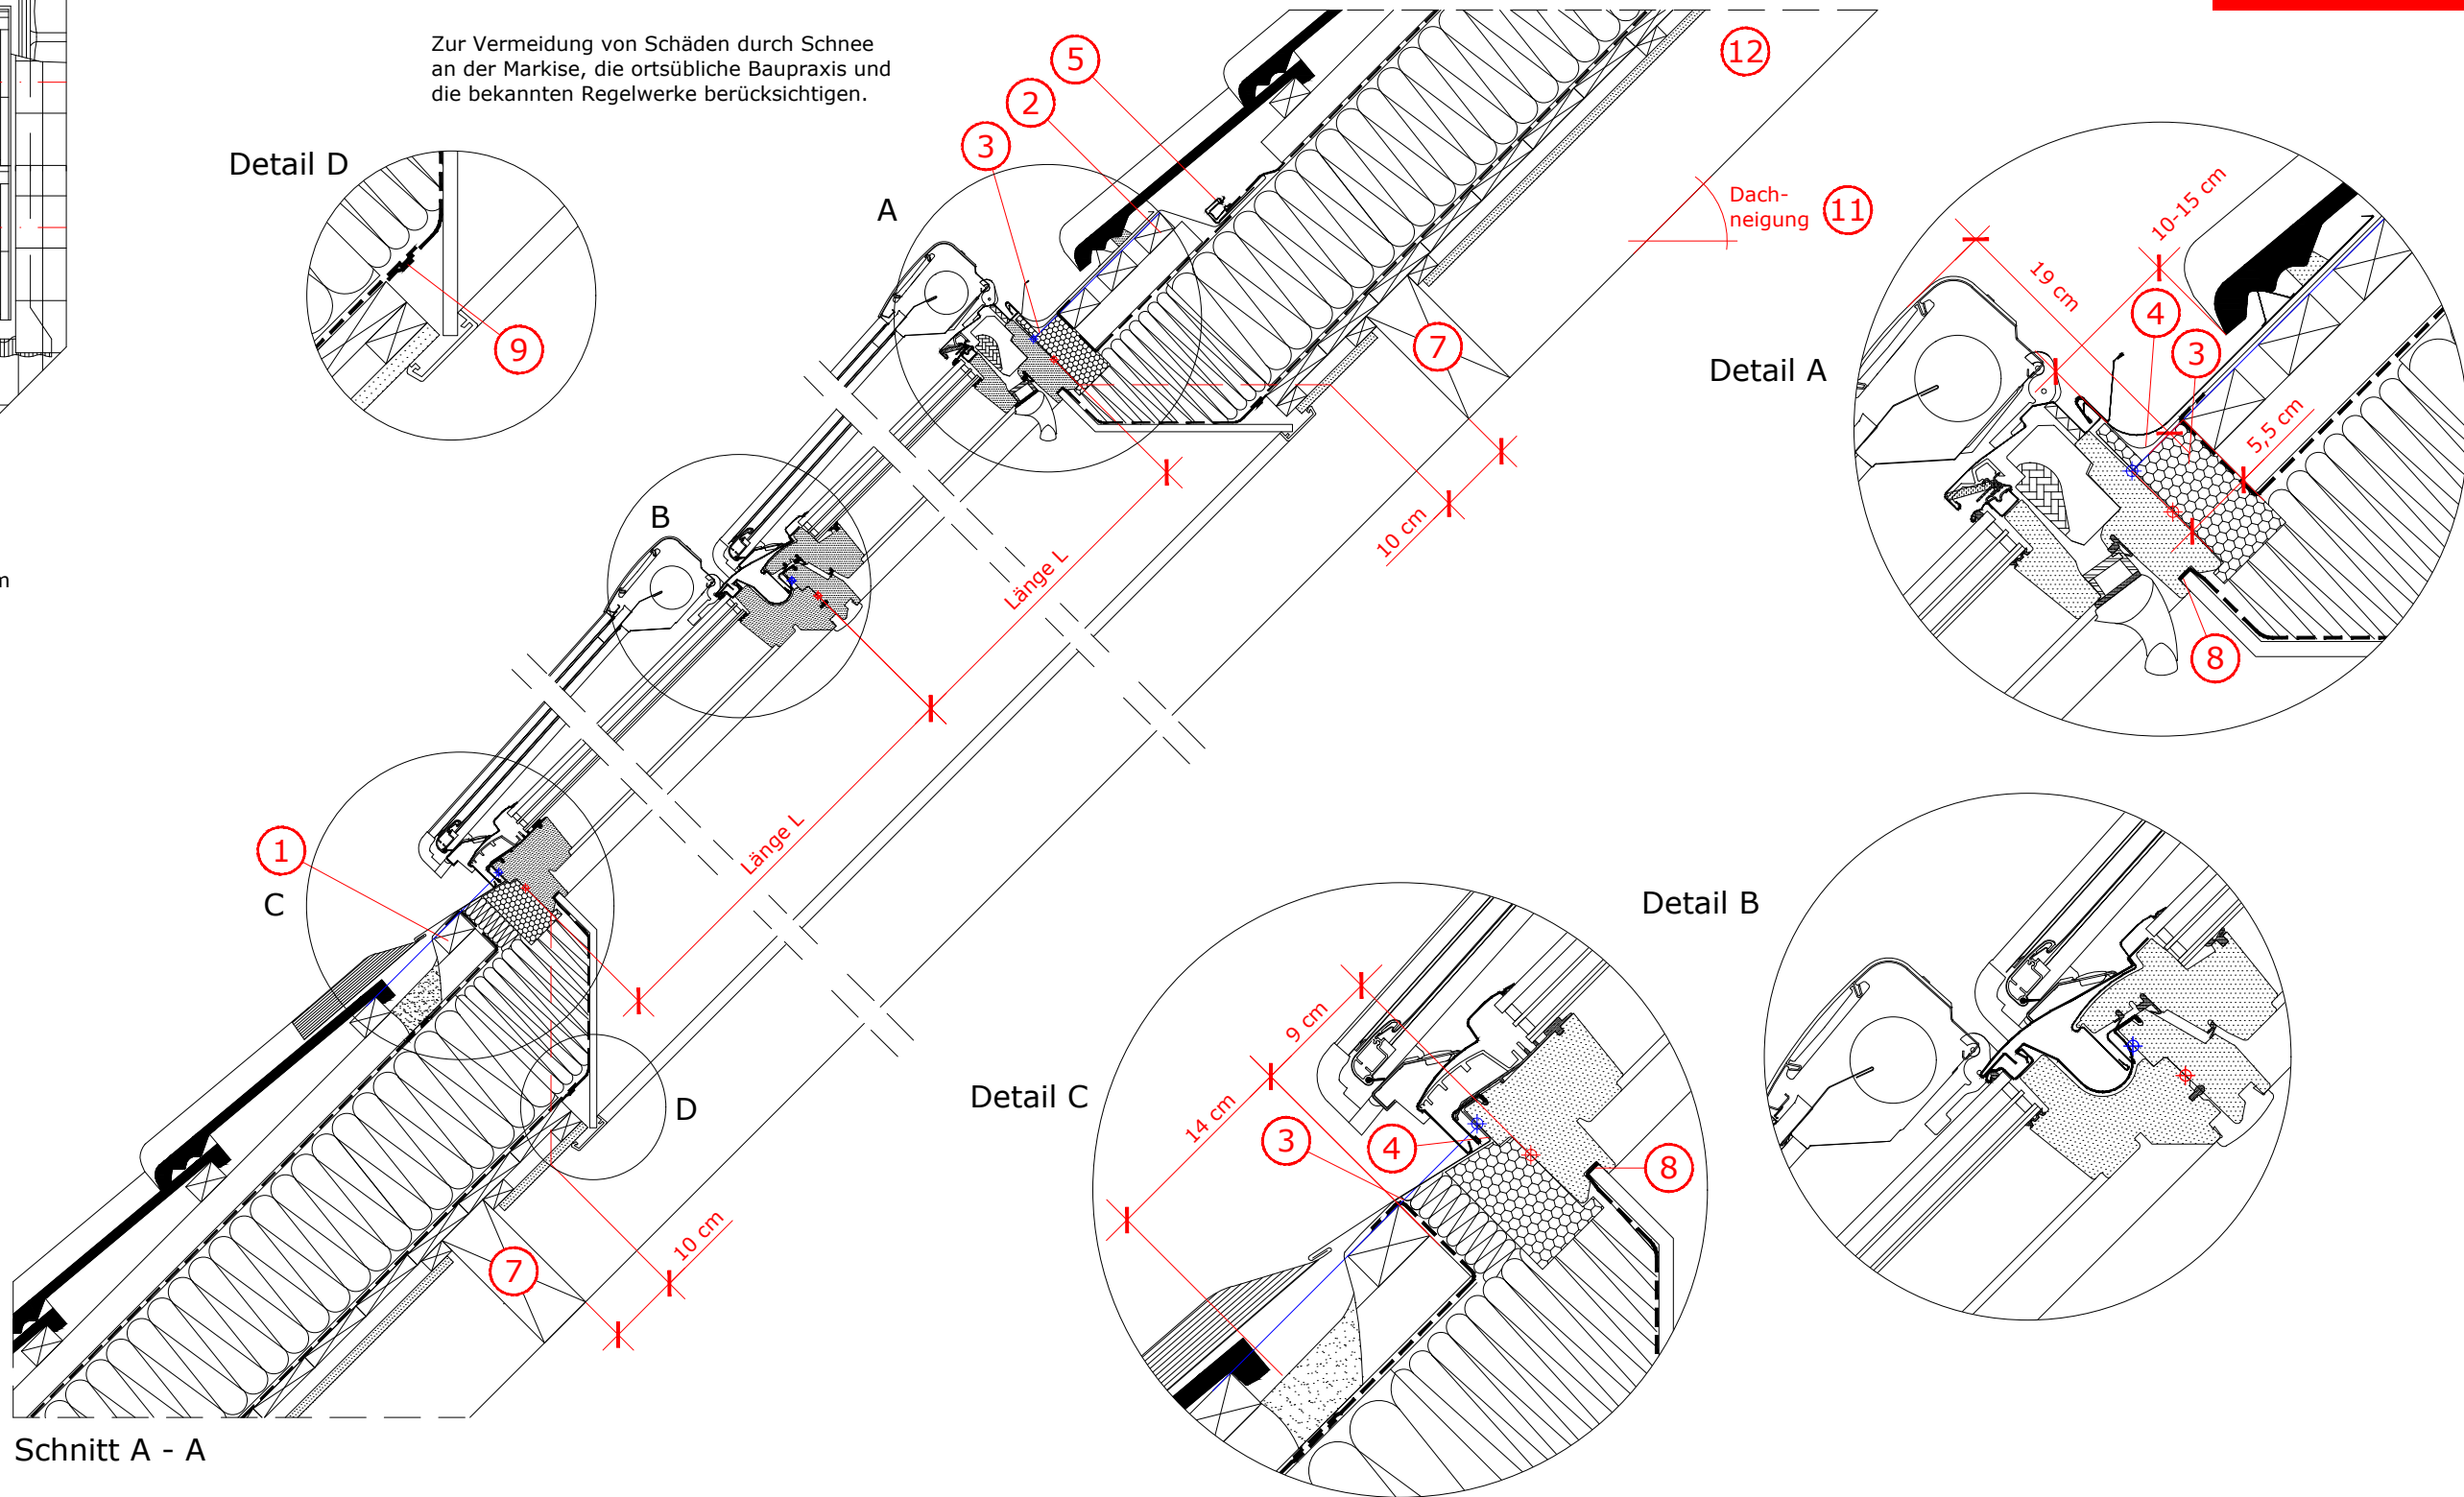 Zur Vermeidung von Schäden durch Schnee
an der Markise, die ortsübliche Baupraxis und
die bekannten Regelwerke berücksichtigen.
12
5
2
3
Detail D
A
Dach-
neigung
11
9
7
10-15 cm
19 cm
4
3
5,5 cm
Detail A
8
B
10 cm
Länge L
m
1
C
Länge L
D
7
10 cm
Schnitt A - A
Detail B
Detail C
9 cm
14 cm
3
4
8